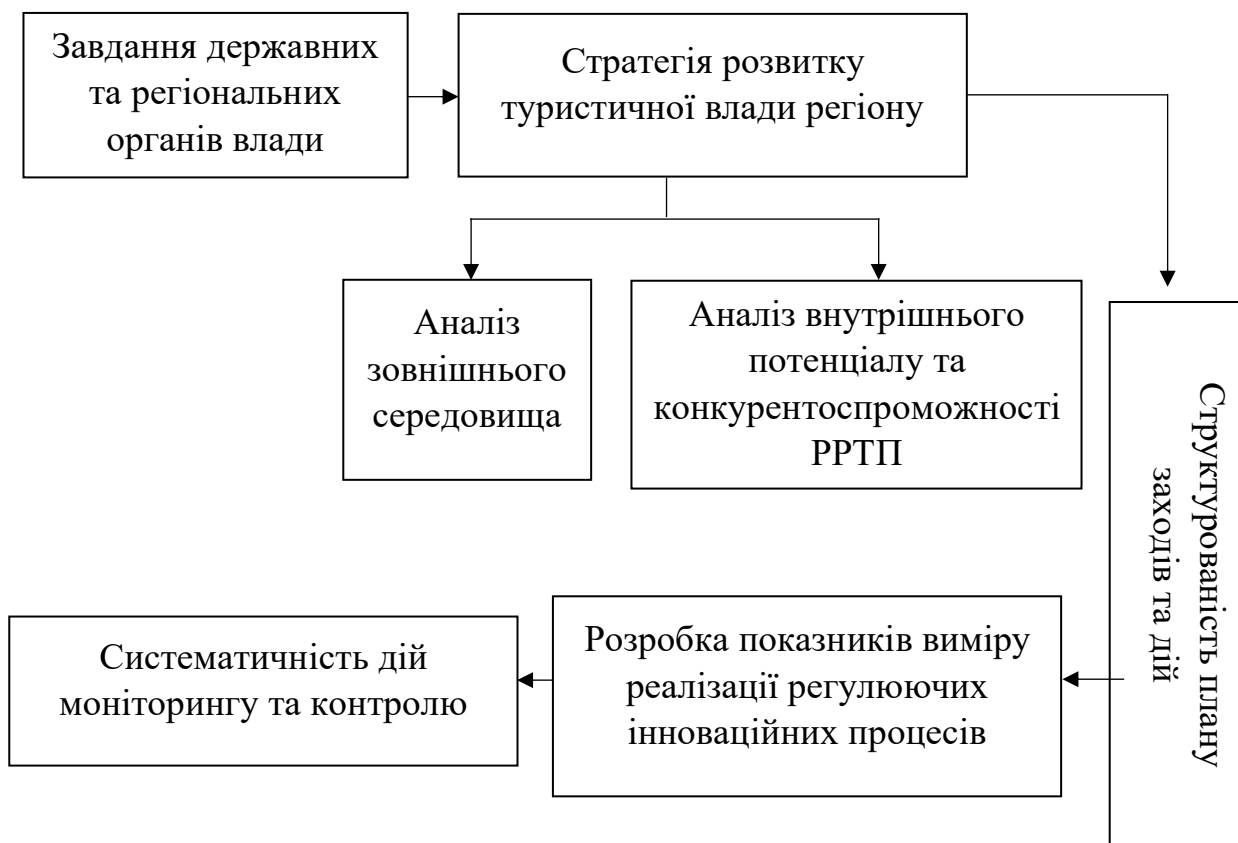 Завдання державних
та регіональних
органів влади
Стратегія розвитку
туристичної влади регіону
Аналіз
зовнішнього
середовища
Аналіз внутрішнього
потенціалу та
конкурентоспроможності
РРТП
Структурованість плану
заходів та дій
Розробка показників виміру
реалізації регулюючих
інноваційних процесів
Систематичність дій
моніторингу та контролю